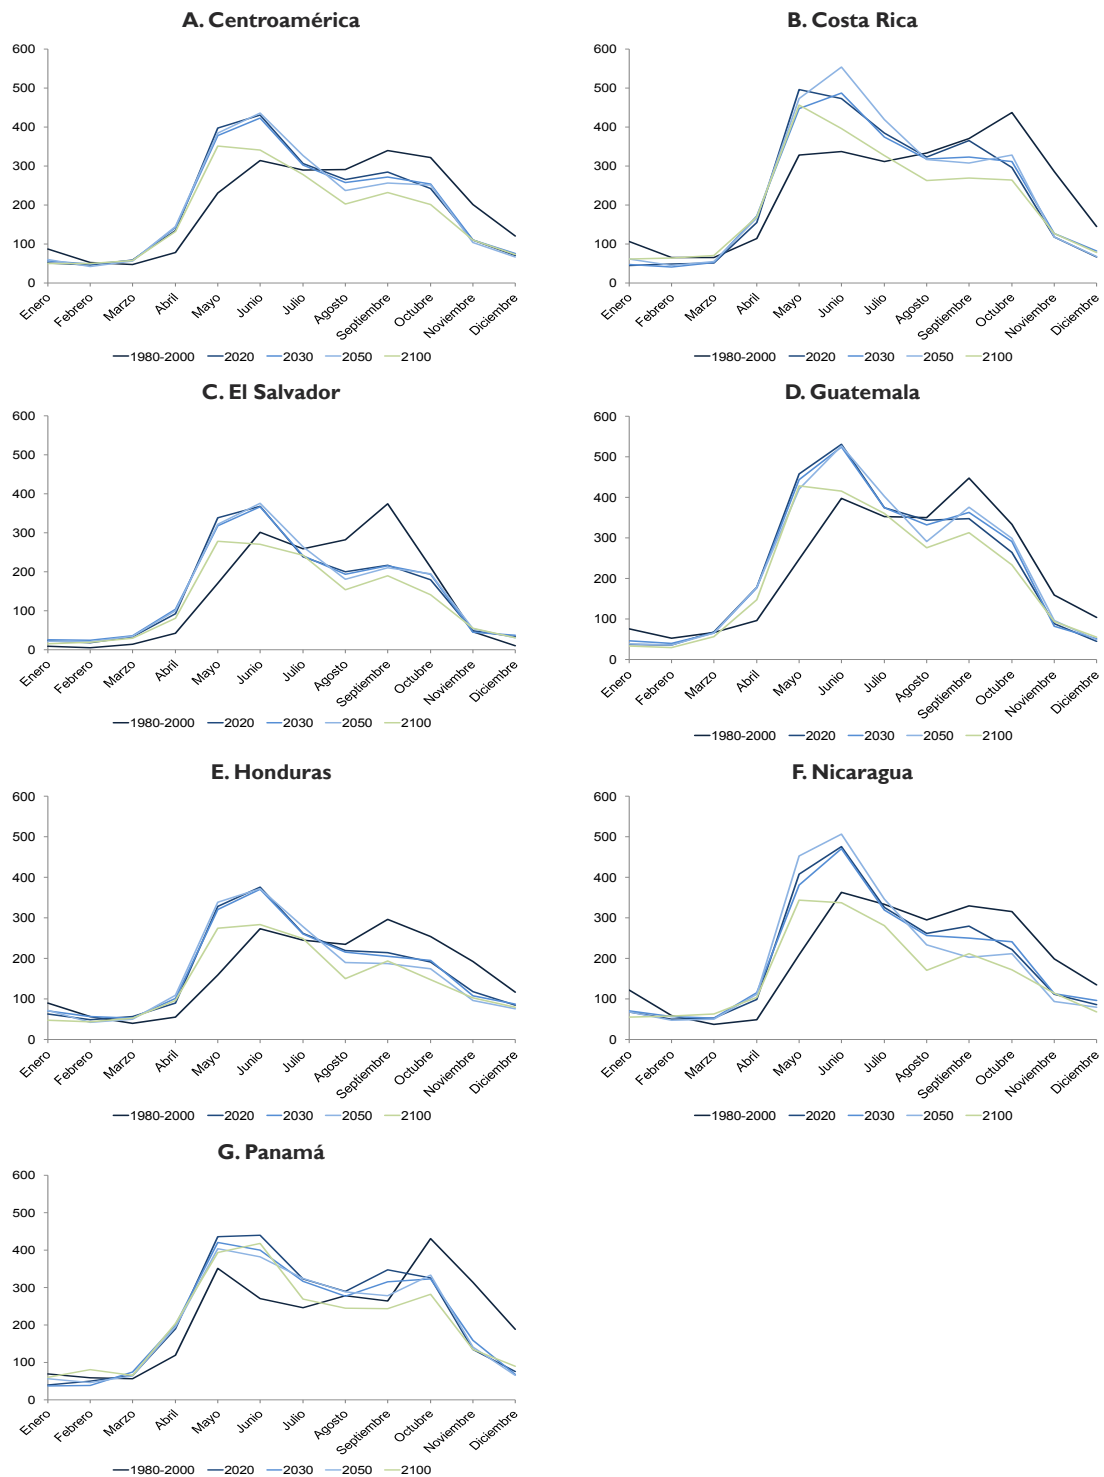 A. Centroamérica
600
500
400
300
200
100
0
Enero
Febrero
Marzo
Abril
Mayo
Junio
Julio
Agosto
Septiembre
Octubre
Noviembre
Diciembre
1980-2000 2020 2030 2050 2100
B. Costa Rica
600
500
400
300
200
100
0
Enero
Febrero
Marzo
Abril
Mayo
Junio
Julio
Agosto
Septiembre
Octubre
Noviembre
Diciembre
1980-2000 2020 2030 2050 2100
C. El Salvador
600
500
400
300
200
100
0
Enero
Febrero
Marzo
Abril
Mayo
Junio
Julio
Agosto
Septiembre
Octubre
Noviembre
Diciembre
1980-2000 2020 2030 2050 2100
D. Guatemala
600
500
400
300
200
100
0
Enero
Febrero
Marzo
Abril
Mayo
Junio
Julio
Agosto
Septiembre
Octubre
Noviembre
Diciembre
1980-2000 2020 2030 2050 2100
E. Honduras
600
500
400
300
200
100
0
Enero
Febrero
Marzo
Abril
Mayo
Junio
Julio
Agosto
Septiembre
Octubre
Noviembre
Diciembre
1980-2000 2020 2030 2050 2100
F. Nicaragua
600
500
400
300
200
100
0
Enero
Febrero
Marzo
Abril
Mayo
Junio
Julio
Agosto
Septiembre
Octubre
Noviembre
Diciembre
1980-2000 2020 2030 2050 2100
G. Panamá
600
500
400
300
200
100
0
Enero
Febrero
Marzo
Abril
Mayo
Junio
Julio
Agosto
Septiembre
Octubre
Noviembre
Diciembre
1980-2000 2020 2030 2050 2100